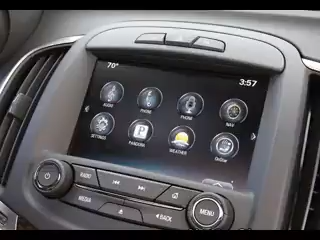 70°
3:57
AUDIO PHONE PHONE NAV
SETTINGS PANDORA WEATHER OnStar
P
RADIO
MEDIA BACK MENU